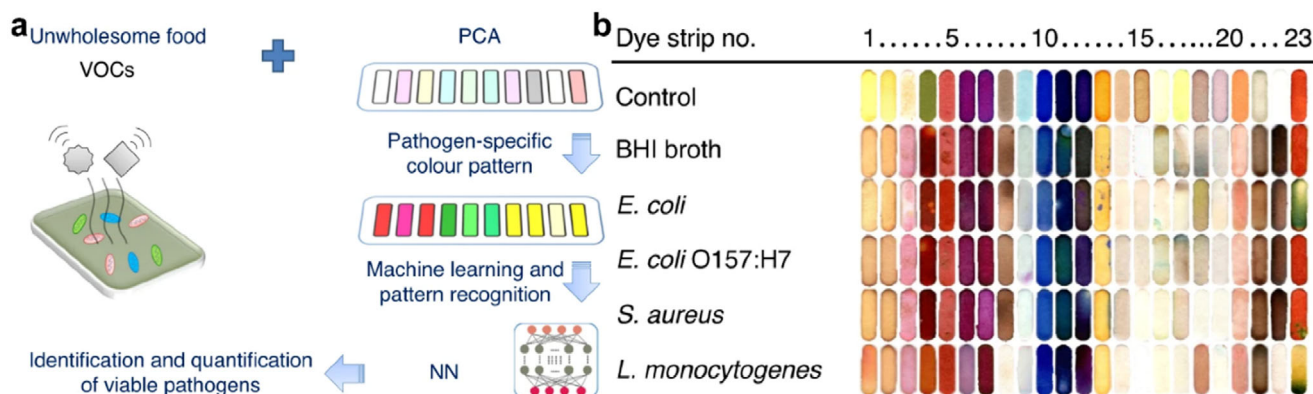 a
Unwholesome food
VOCs
PCA
Pathogen-specific
colour pattern
Machine learning and
pattern recognition
NN
Identification and quantification
of viable pathogens
b
Dye strip no.
1......5......10......15......20...23
Control
BHI broth
E. coli
E. coli O157:H7
S. aureus
L. monocytogenes